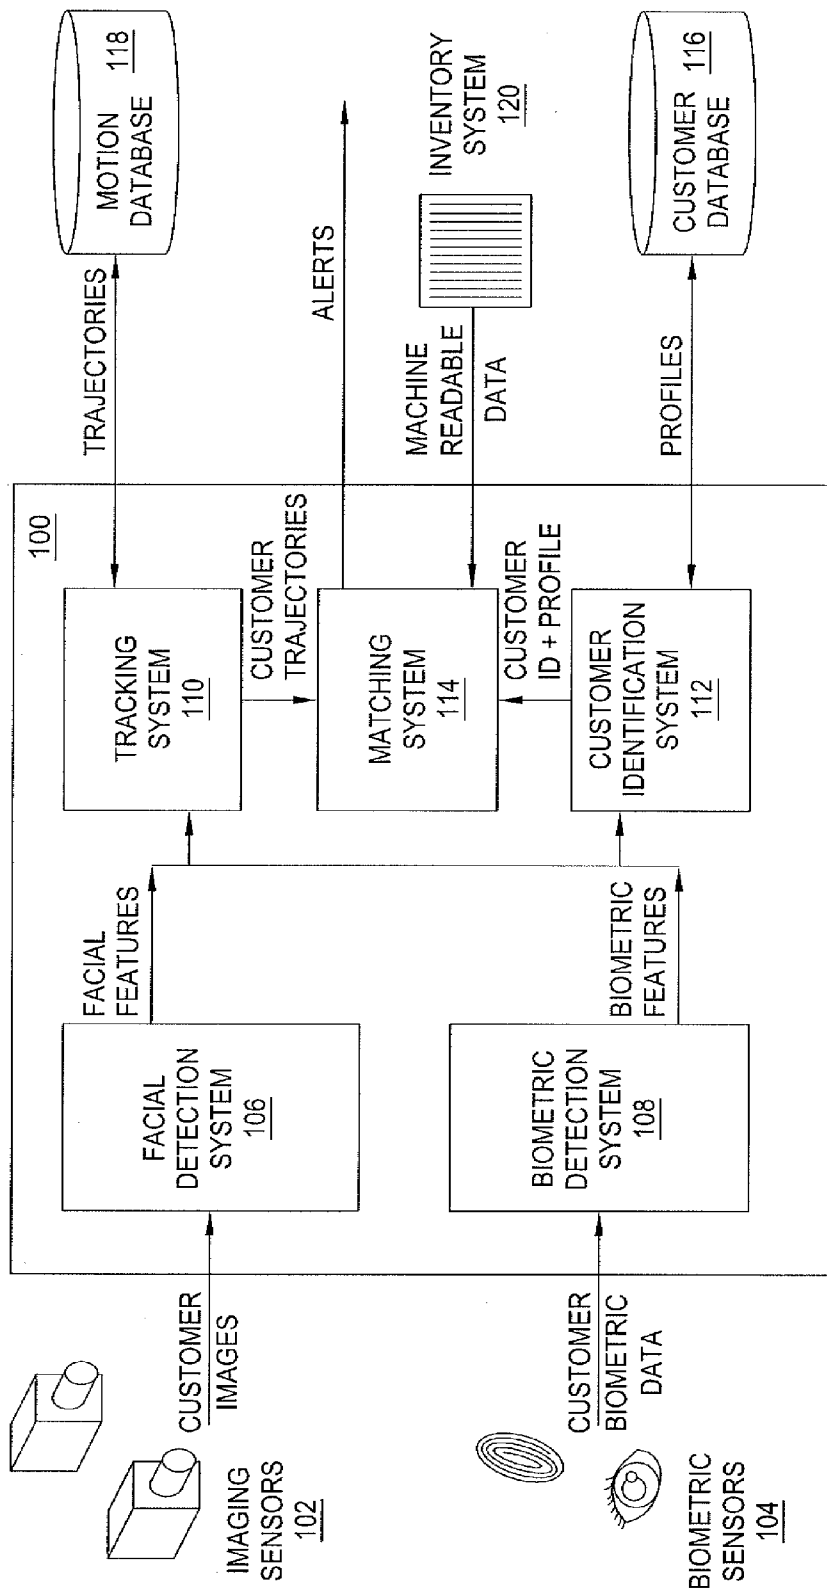 IMAGING
SENSORS
102
BIOMETRIC
SENSORS
104
CUSTOMER
IMAGES
CUSTOMER
BIOMETRIC
DATA
100
FACIAL
DETECTION
SYSTEM
106
BIOMETRIC
DETECTION
SYSTEM
108
FACIAL
FEATURES
BIOMETRIC
FEATURES
TRACKING
SYSTEM
110
CUSTOMER
TRAJECTORIES
MATCHING
SYSTEM
114
CUSTOMER
ID + PROFILE
CUSTOMER
IDENTIFICATION
SYSTEM
112
TRAJECTORIES
ALERTS
MACHINE
READABLE
DATA
PROFILES
MOTION
DATABASE
118
INVENTORY
SYSTEM
120
CUSTOMER
DATABASE
116